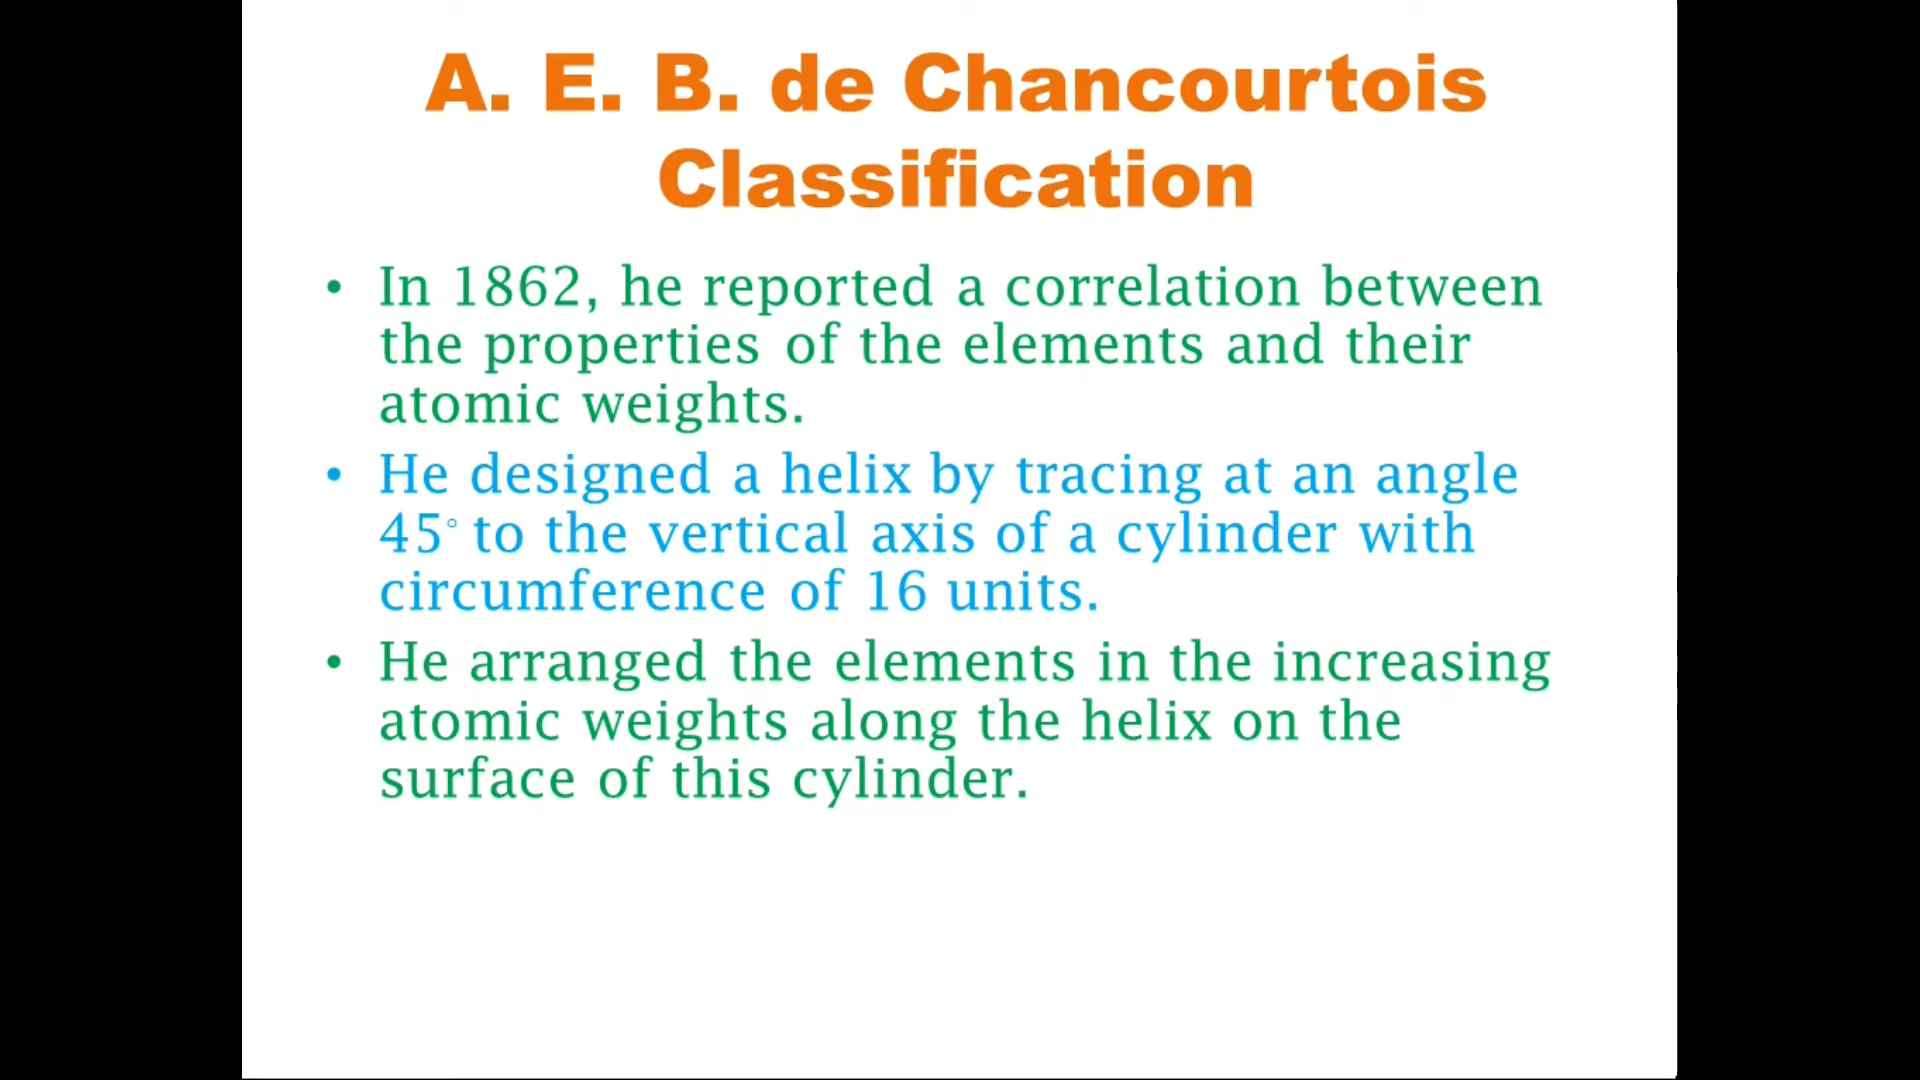 A. E. B. de Chancourtois
Classification
• In 1862, he reported a correlation between
the properties of the elements and their
atomic weights.
• He designed a helix by tracing at an angle
45° to the vertical axis of a cylinder with
circumference of 16 units.
• He arranged the elements in the increasing
atomic weights along the helix on the
surface of this cylinder.